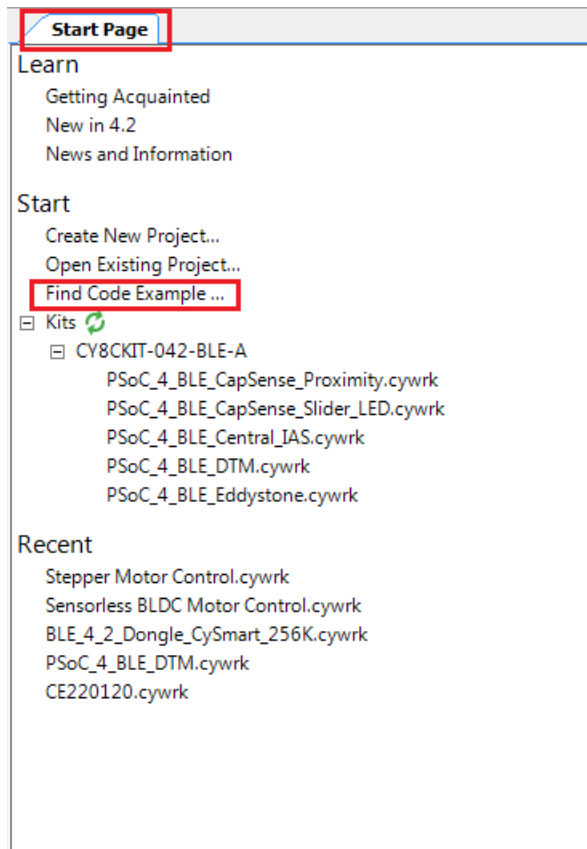 Start Page
Learn
Getting Acquainted
New in 4.2
News and Information
Start
Create New Project...
Open Existing Project...
Find Code Example ...
Kits
CY8CKIT-042-BLE-A
PSoC_4_BLE_CapSense_Proximity.cywrk
PSoC_4_BLE_CapSense_Slider_LED.cywrk
PSoC_4_BLE_Central_IAS.cywrk
PSoC_4_BLE_DTM.cywrk
PSoC_4_BLE_Eddystone.cywrk
Recent
Stepper Motor Control.cywrk
Sensorless BLDC Motor Control.cywrk
BLE_4_2_Dongle_CySmart_256K.cywrk
PSoC_4_BLE_DTM.cywrk
CE220120.cywrk